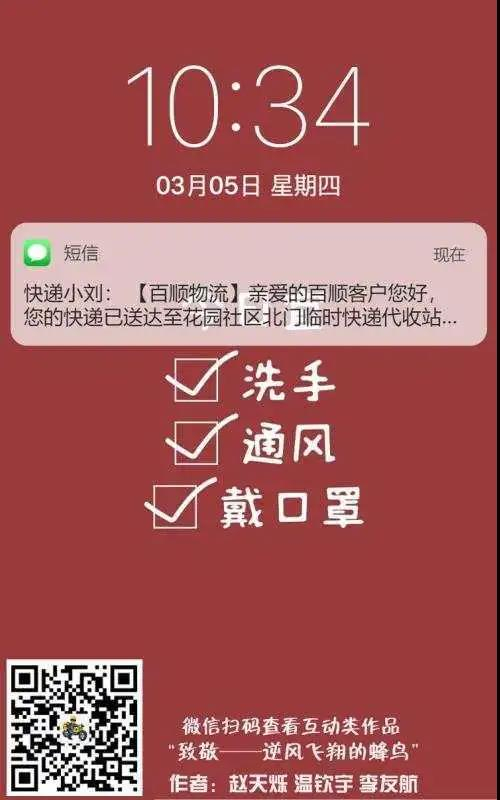 10:34
03月05日 星期四
短信
现在
快递小刘：【百顺物流】亲爱的百顺客户您好，
您的快递已送达至花园社区北门临时快递代收站...
洗手
通风
戴口罩
微信扫码查看互动类作品
“致敬——逆风飞翔的蜂鸟”
作者：赵天烁 温钦宇 李友航